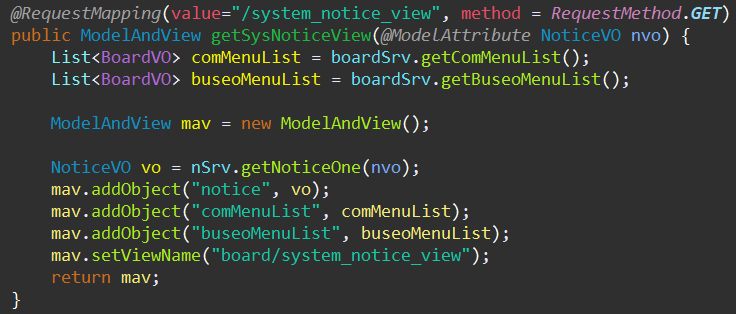 @RequestMapping(value="/system_notice_view", method = RequestMethod.GET)
public ModelAndView getSysNoticeView(@ModelAttribute NoticeVO nvo) {
List<BoardVO> comMenuList = boardSrv.getComMenuList();
List<BoardVO> buseoMenuList = boardSrv.getBuseoMenuList();
ModelAndView mav = new ModelAndView();
NoticeVO vo = nSrv.getNoticeOne(nvo);
mav.addObject("notice", vo);
mav.addObject("comMenuList", comMenuList);
mav.addObject("buseoMenuList", buseoMenuList);
mav.setViewName("board/system_notice_view");
return mav;
}